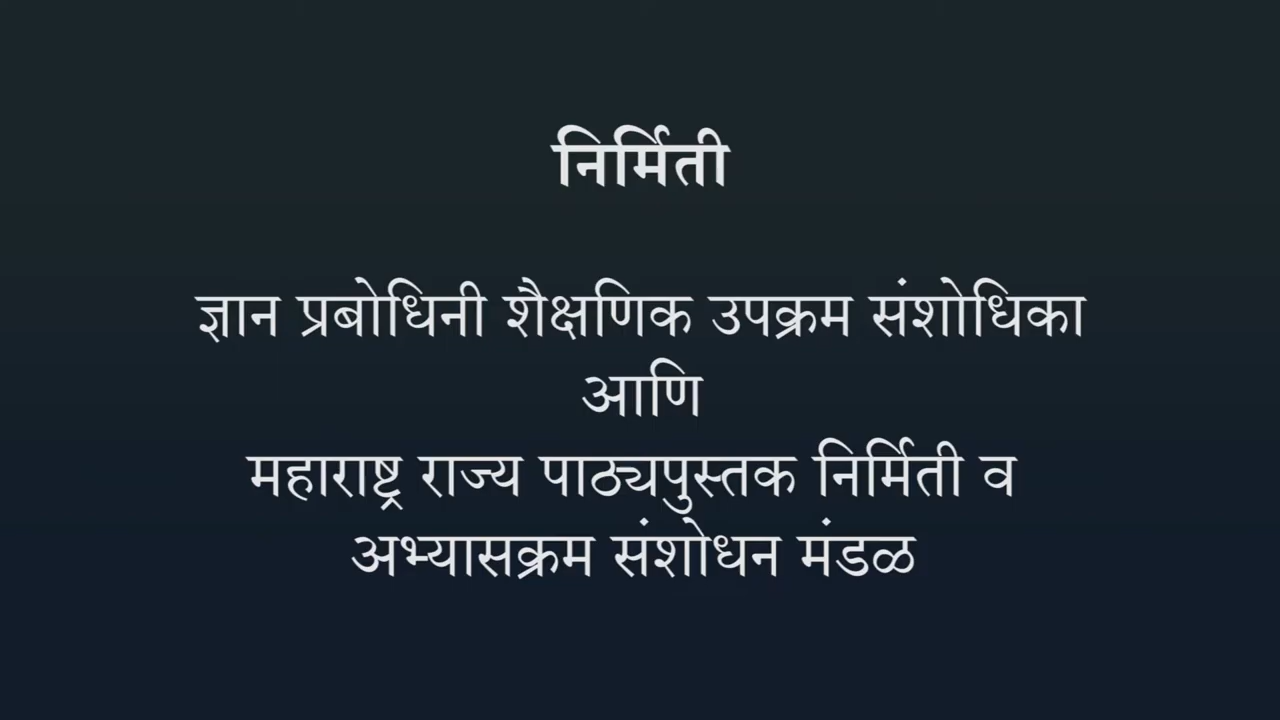 निर्मिती
ज्ञान प्रबोधिनी शैक्षणिक उपक्रम संशोधिका
आणि
महाराष्ट्र राज्य पाठ्यपुस्तक निर्मिती व
अभ्यासक्रम संशोधन मंडळ